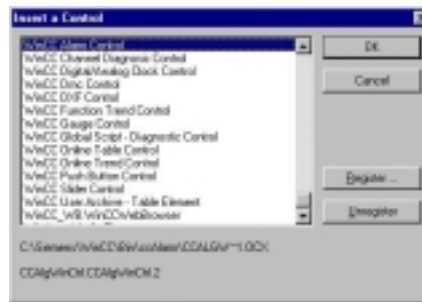 Insert a Control
WinCC Alarm Control
WinCC Channel Diagnosis Control
WinCC Digital/Analog Clock Control
WinCC Dmc Control
WinCC DXF Control
WinCC Function Trend Control
WinCC Gauge Control
WinCC Global Script - Diagnostic Control
WinCC Online Table Control
WinCC Online Trend Control
WinCC Push Button Control
WinCC Slider Control
WinCC User Archive - Table Element
WinCC_WB.WinCCWebBrowser
OK
Cancel
Register ...
Unregister